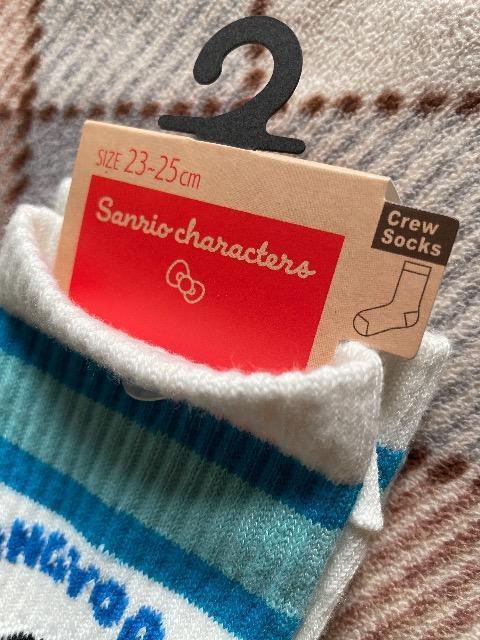 SIZE 23~25cm
Sanrio characters
Crew
Socks